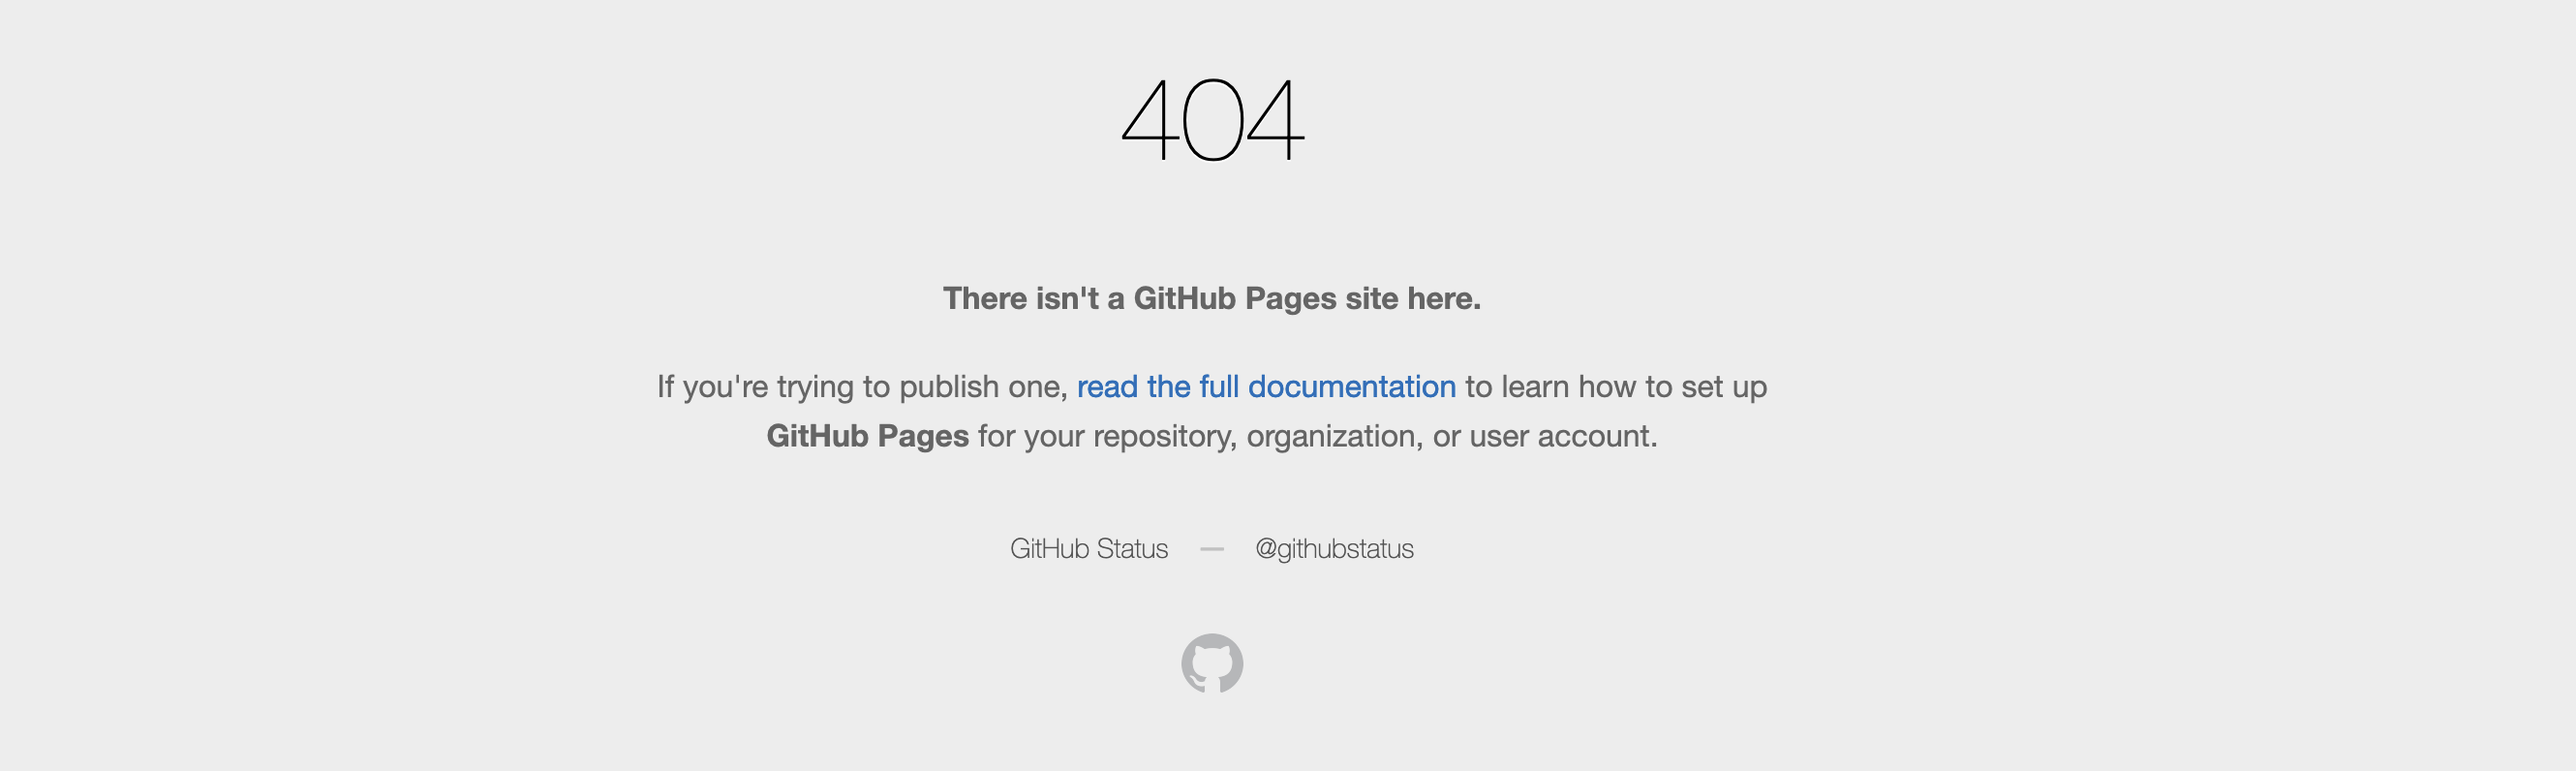 404
There isn't a GitHub Pages site here.
If you're trying to publish one, read the full documentation to learn how to set up
GitHub Pages for your repository, organization, or user account.
GitHub Status — @githubstatus